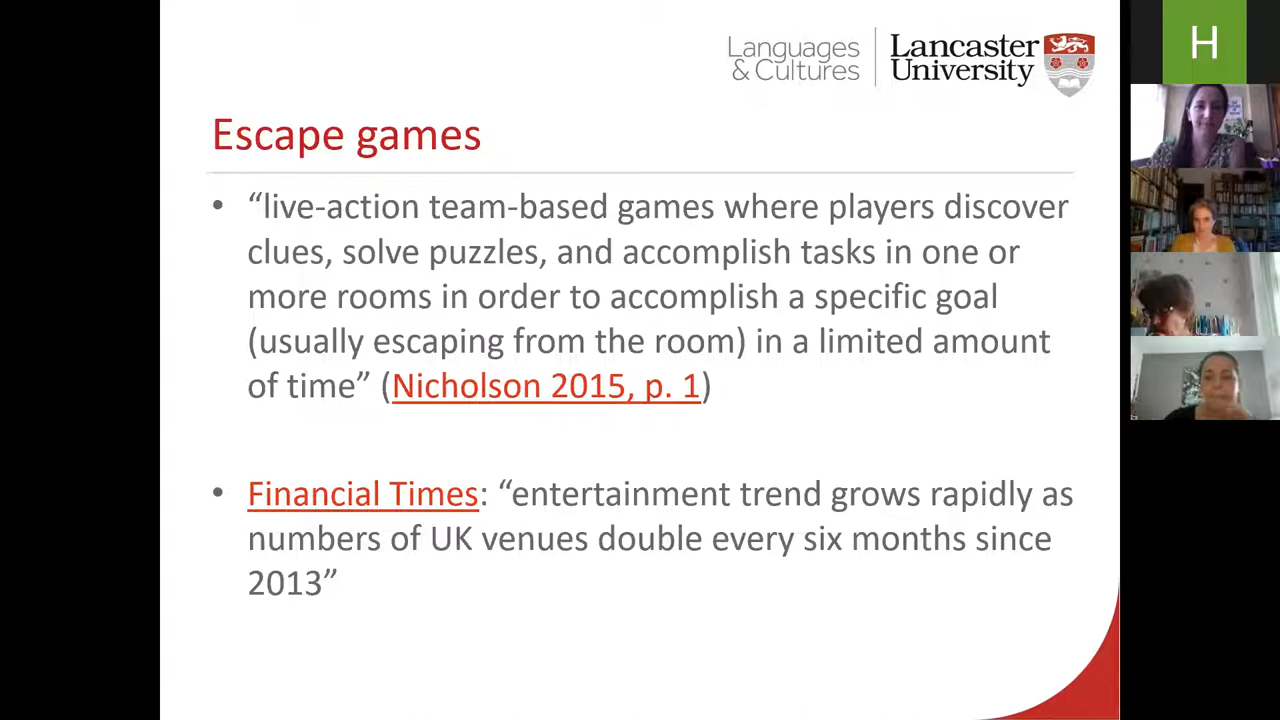 Languages
& Cultures
Lancaster
University
H
Escape games
• “live-action team-based games where players discover
clues, solve puzzles, and accomplish tasks in one or
more rooms in order to accomplish a specific goal
(usually escaping from the room) in a limited amount
of time” (Nicholson 2015, p. 1)
• Financial Times: “entertainment trend grows rapidly as
numbers of UK venues double every six months since
2013”